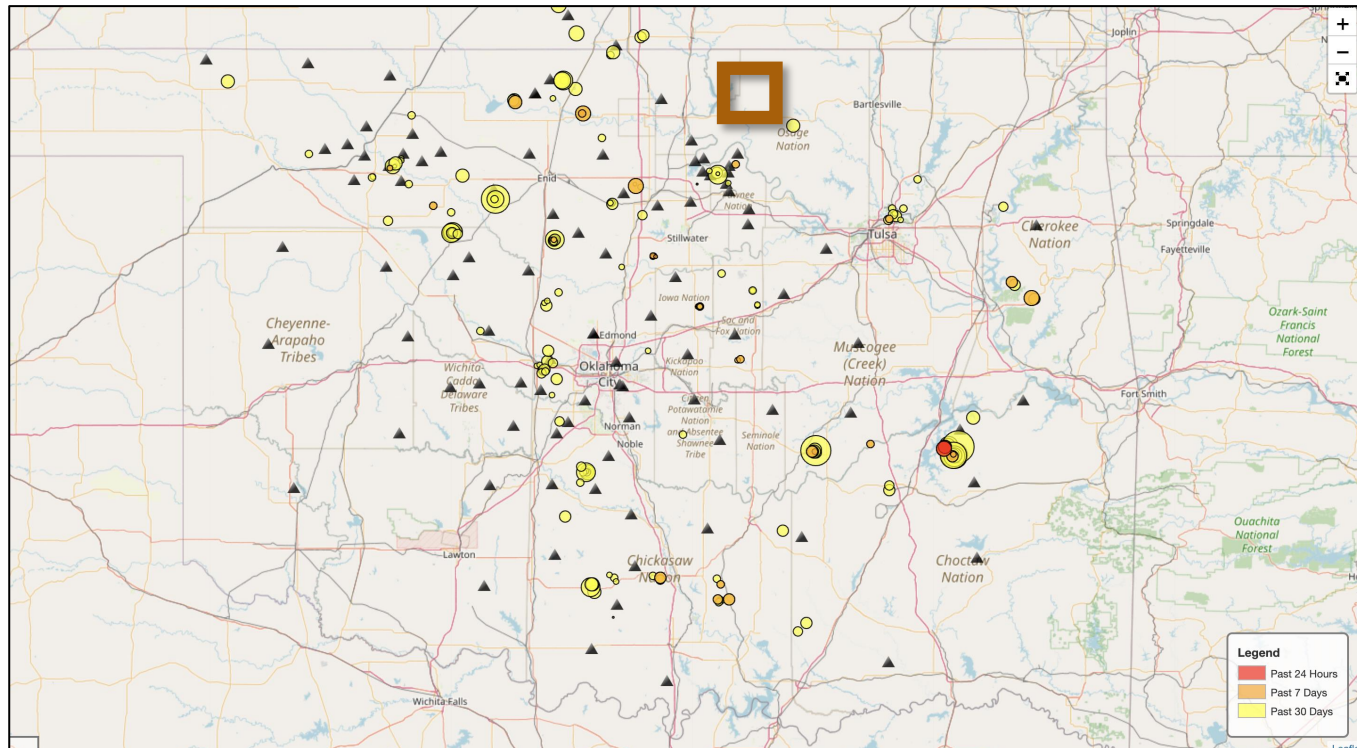 Joplin
+
−
Bartlesville
Osage
Nation
Enid
Nation
Springdale
Cherokee
Nation
Tulsa
Stillwater
Fayetteville
Iowa Nation
Cheyenne-
Arapaho
Tribes
Sac and
Fox Nation
Ozark-Saint
Francis
National
Forest
Edmond
Muscogee
(Creek)
Nation
Oklahoma
City
Kickapoo
Nation
Wichita-
Caddo-
Delaware
Tribes
Fort Smith
Citizen
Potawatamie
Nation
and Absentee
Shawnee
Tribe
Norman
Noble
Seminole
Nation
Ouachita
National
Forest
Lawton
Chickasaw
Nation
Choctaw
Nation
Wichita Falls
Legend
Past 24 Hours
Past 7 Days
Past 30 Days